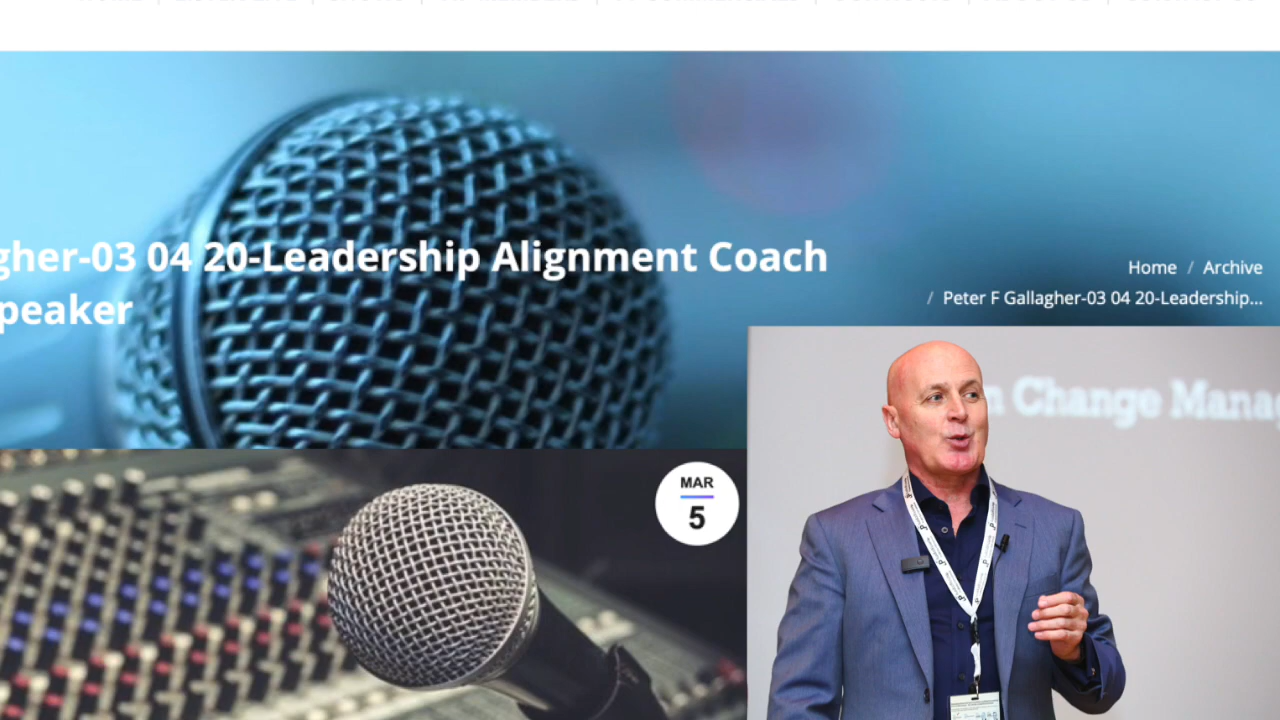 gher-03 04 20-Leadership Alignment Coach
peaker
Home / Archive
/ Peter F Gallagher-03 04 20-Leadership...
n Change Manag
MAR
5